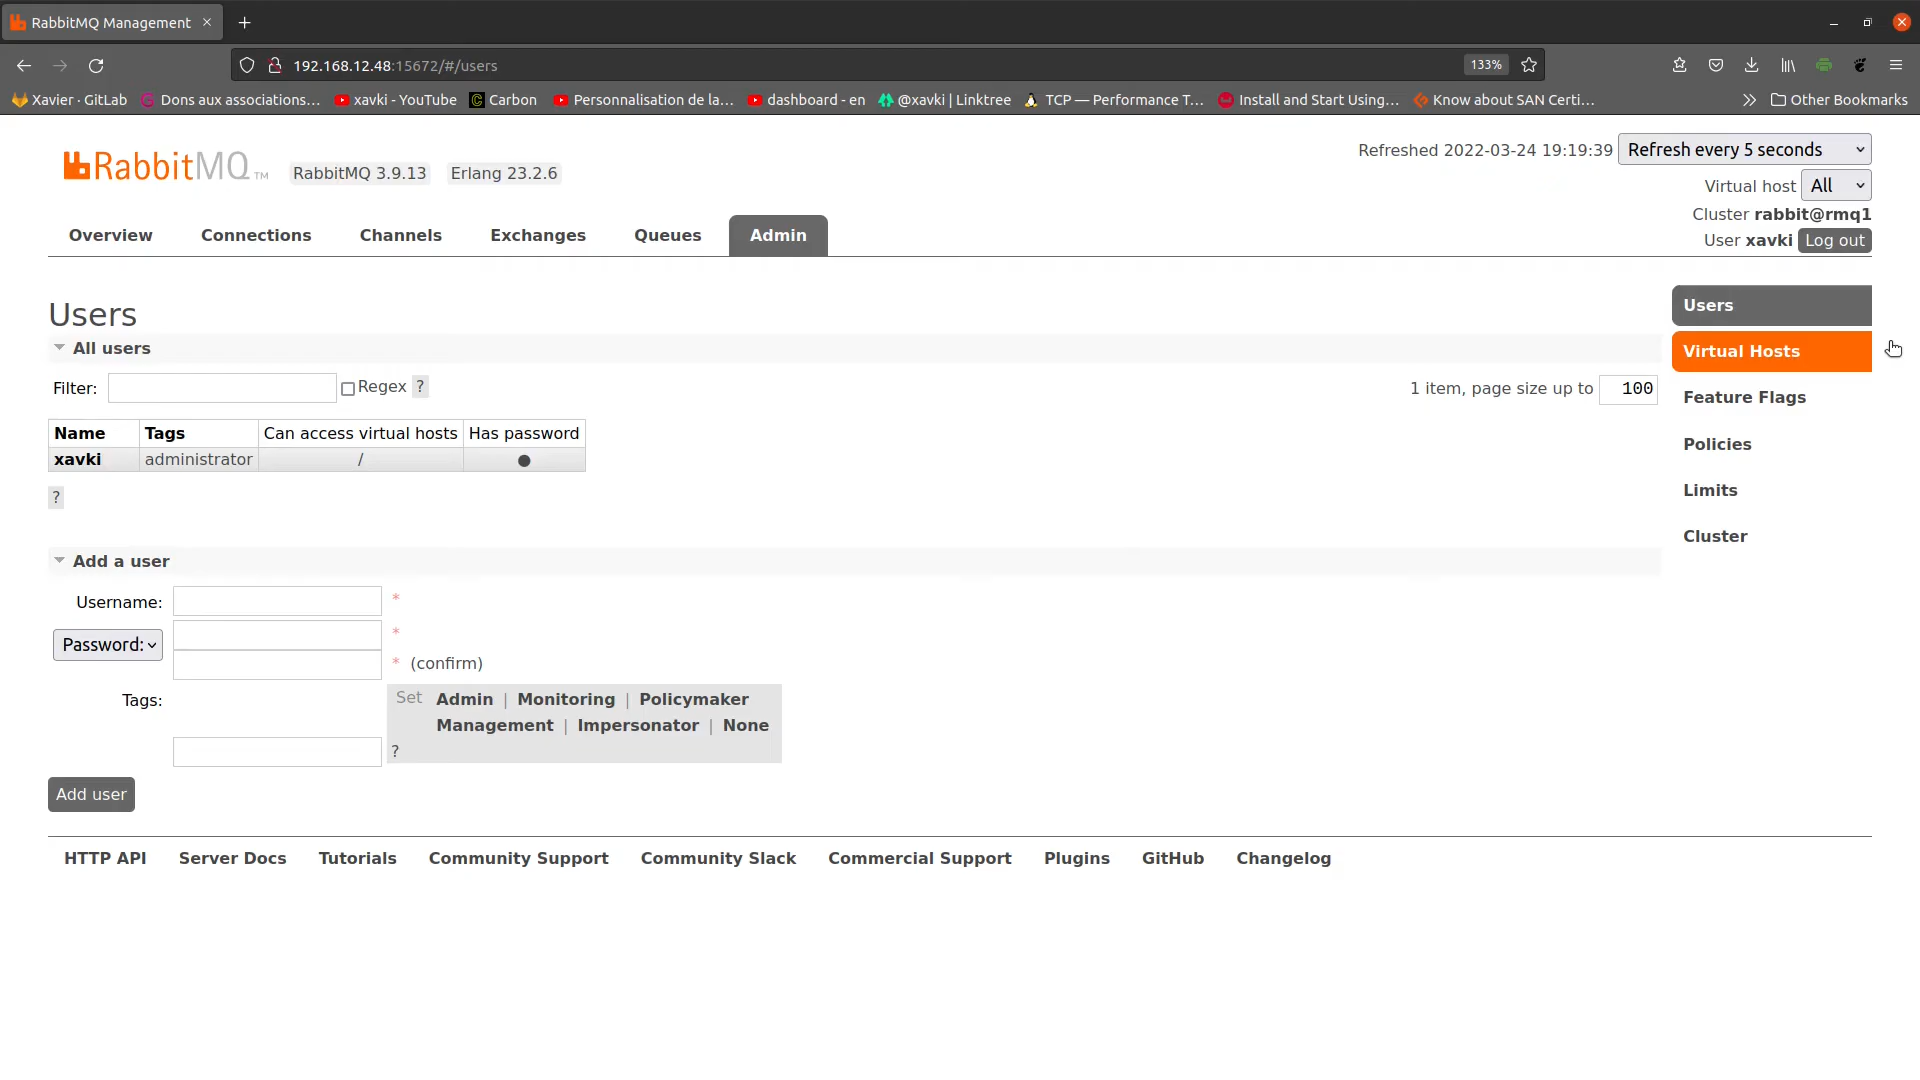 RabbitMQ Management
192.168.12.48:15672/#/users
133%
Xavier · GitLab
Dons aux associations…
xavki - YouTube
Carbon
Personnalisation de la…
dashboard - en
@xavki | Linktree
TCP — Performance T…
Install and Start Using…
Know about SAN Certi…
Other Bookmarks
RabbitMQ TM
RabbitMQ 3.9.13
Erlang 23.2.6
Refreshed 2022-03-24 19:19:39
Refresh every 5 seconds
Virtual host All
Cluster rabbit@rmq1
User xavki Log out
Overview
Connections
Channels
Exchanges
Queues
Admin
Users
All users
Filter:
Regex ?
1 item, page size up to 100
Name Tags Can access virtual hosts Has password
xavki administrator / ●
?
Add a user
Username: *
Password: *
* (confirm)
Tags:
Set Admin | Monitoring | Policymaker
Management | Impersonator | None
?
Add user
Users
Virtual Hosts
Feature Flags
Policies
Limits
Cluster
HTTP API
Server Docs
Tutorials
Community Support
Community Slack
Commercial Support
Plugins
GitHub
Changelog